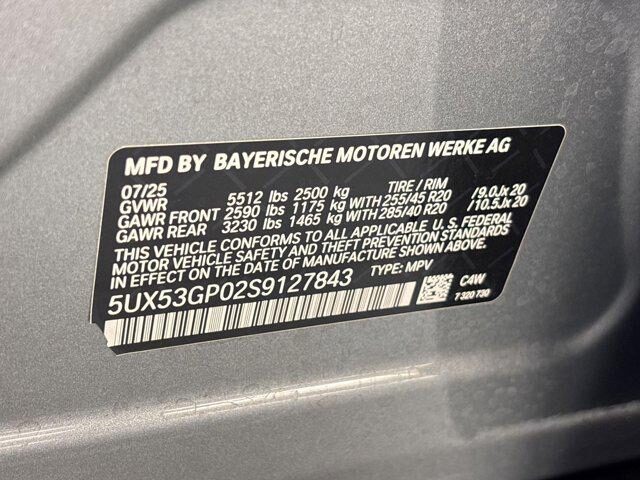 MFD BY BAYERISCHE MOTOREN WERKE AG
07/25 TIRE / RIM
GVWR 5512 lbs 2500 kg
GAWR FRONT 2590 lbs 1175 kg WITH 255/45 R20 /9.0Jx20
GAWR REAR 3230 lbs 1465 kg WITH 285/40 R20 /10.5Jx20
THIS VEHICLE CONFORMS TO ALL APPLICABLE U. S. FEDERAL
MOTOR VEHICLE SAFETY AND THEFT PREVENTION STANDARDS
IN EFFECT ON THE DATE OF MANUFACTURE SHOWN ABOVE.
5UX53GP02S9127843 TYPE: MPV
C4W
7 320 730